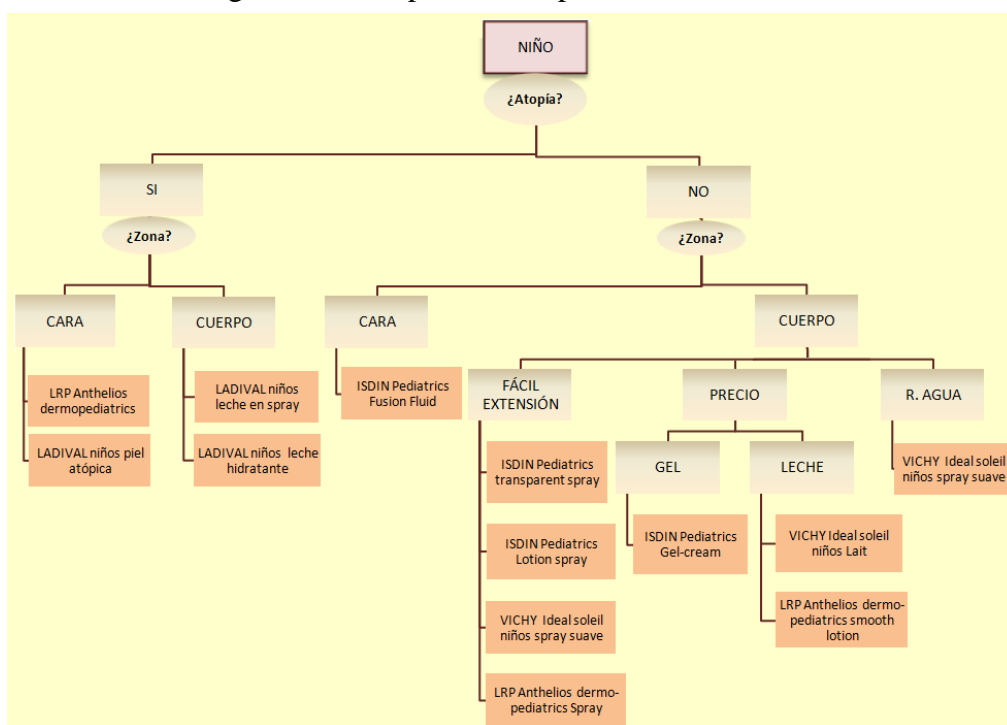 NIÑO
¿Atopía?
SI
NO
¿Zona?
¿Zona?
CARA
CUERPO
CARA
CUERPO
LRP Anthelios
dermopediatrics
LADIVAL niños piel
atópica
LADIVAL niños
leche en spray
LADIVAL niños leche
hidratante
ISDIN Pediatrics
Fusion Fluid
FÁCIL
EXTENSIÓN
PRECIO
R. AGUA
ISDIN Pediatrics
transparent spray
ISDIN Pediatrics
Lotion spray
VICHY Ideal soleil
niños spray suave
LRP Anthelios dermo-
pediatrics Spray
GEL
LECHE
ISDIN Pediatrics
Gel-cream
VICHY Ideal soleil
niños Lait
LRP Anthelios dermo-
pediatrics smooth
lotion
VICHY Ideal soleil
niños spray suave